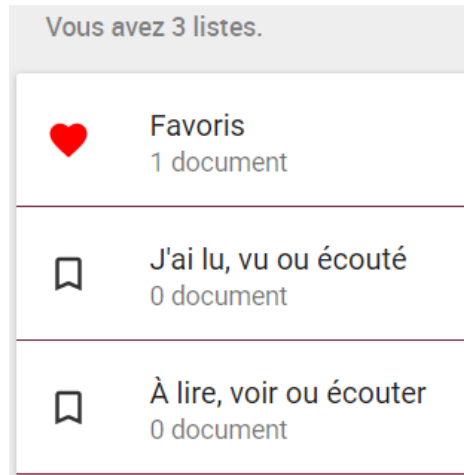 Vous avez 3 listes.
Favoris
1 document
J'ai lu, vu ou écouté
0 document
À lire, voir ou écouter
0 document